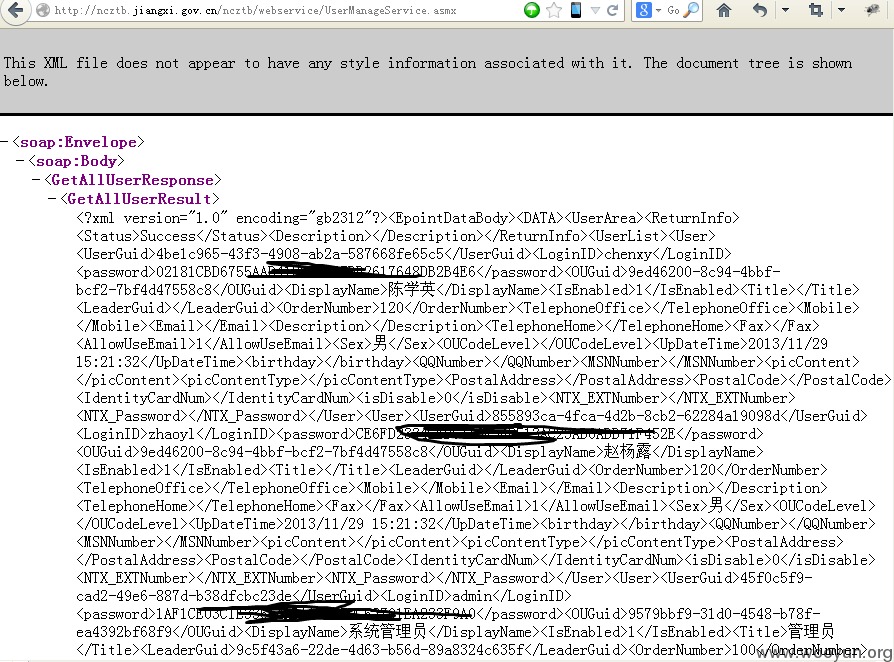 http://ncztb.jiangxi.gov.cn/ncztb/webservice/UserManageService.asmx
Go
This XML file does not appear to have any style information associated with it. The document tree is shown
below.
−<soap:Envelope>
−<soap:Body>
−<GetAllUserResponse>
−<GetAllUserResult>
<?xml version="1.0" encoding="gb2312"?><EpointDataBody><DATA><UserArea><ReturnInfo>
<Status>Success</Status><Description></Description></ReturnInfo><UserList><User>
<UserGuid>4be1c965-43f3-4908-ab2a-587668fe65c5</UserGuid><LoginID>chenxy</LoginID>
<password></password><OUGuid>9ed46200-8c94-4bbf-
bcf2-7bf4d47558c8</OUGuid><DisplayName>陈学英</DisplayName><IsEnabled>1</IsEnabled><Title></Title>
<LeaderGuid></LeaderGuid><OrderNumber>120</OrderNumber><TelephoneOffice></TelephoneOffice><Mobile>
</Mobile><Email></Email><Description></Description><TelephoneHome></TelephoneHome><Fax></Fax>
<AllowUseEmail>1</AllowUseEmail><Sex>男</Sex><OUCodeLevel></OUCodeLevel><UpDateTime>2013/11/29
15:21:32</UpDateTime><birthday></birthday><QQNumber></QQNumber><MSNNumber></MSNNumber><picContent>
</picContent><picContentType></picContentType><PostalAddress></PostalAddress><PostalCode></PostalCode>
<IdentityCardNum></IdentityCardNum><isDisable>0</isDisable><NTX_EXTNumber></NTX_EXTNumber>
<NTX_Password></NTX_Password></User><User><UserGuid>855893ca-4fca-4d2b-8cb2-62284a19098d</UserGuid>
<LoginID>zhaoyl</LoginID><password></password>
<OUGuid>9ed46200-8c94-4bbf-bcf2-7bf4d47558c8</OUGuid><DisplayName>赵杨露</DisplayName>
<IsEnabled>1</IsEnabled><Title></Title><LeaderGuid></LeaderGuid><OrderNumber>120</OrderNumber>
<TelephoneOffice></TelephoneOffice><Mobile></Mobile><Email></Email><Description></Description>
<TelephoneHome></TelephoneHome><Fax></Fax><AllowUseEmail>1</AllowUseEmail><Sex>男</Sex><OUCodeLevel>
</OUCodeLevel><UpDateTime>2013/11/29 15:21:32</UpDateTime><birthday></birthday><QQNumber></QQNumber>
<MSNNumber></MSNNumber><picContent></picContent><picContentType></picContentType><PostalAddress>
</PostalAddress><PostalCode></PostalCode><IdentityCardNum></IdentityCardNum><isDisable>0</isDisable>
<NTX_EXTNumber></NTX_EXTNumber><NTX_Password></NTX_Password></User><User><UserGuid>45f0c5f9-
cad2-49e6-887d-b38dfcbc23de</UserGuid><LoginID>admin</LoginID>
<password></password><OUGuid>9579bbf9-31d0-4548-b78f-
ea4392bf68f9</OUGuid><DisplayName>系统管理员</DisplayName><IsEnabled>1</IsEnabled><Title>管理员
</Title><LeaderGuid>9c5f43a6-22de-4d63-b56d-89a8324c635f</LeaderGuid><OrderNumber>100</OrderNumber>
www.wooyun.org